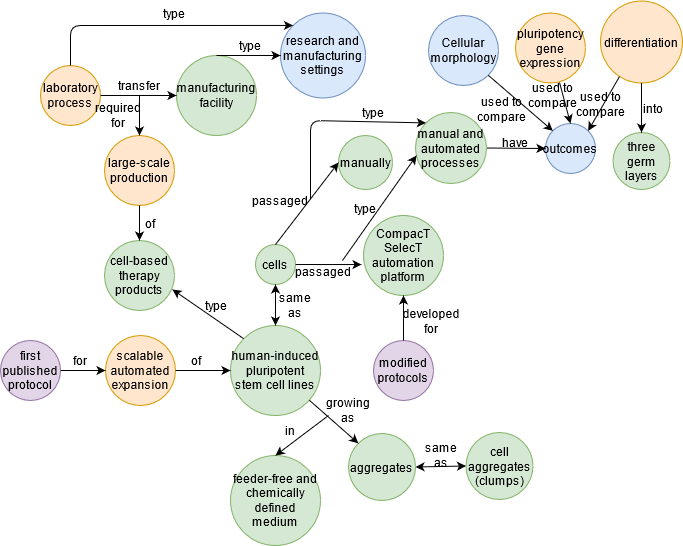 type
research and
manufacturing
settings
type
Cellular
morphology
pluripotency
gene
expression
differentiation
laboratory
process
transfer
manufacturing
facility
required
for
used to
compare
used to
compare
used to
compare
into
type
manual and
automated
processes
have
outcomes
three
germ
layers
manually
large-scale
production
passaged
type
of
CompacT
SelecT
automation
platform
cell-based
therapy
products
cells
passaged
type
same
as
developed
for
first
published
protocol
for
scalable
automated
expansion
of
human-induced
pluripotent
stem cell lines
modified
protocols
growing
as
in
aggregates
same
as
cell
aggregates
(clumps)
feeder-free and
chemically
defined
medium